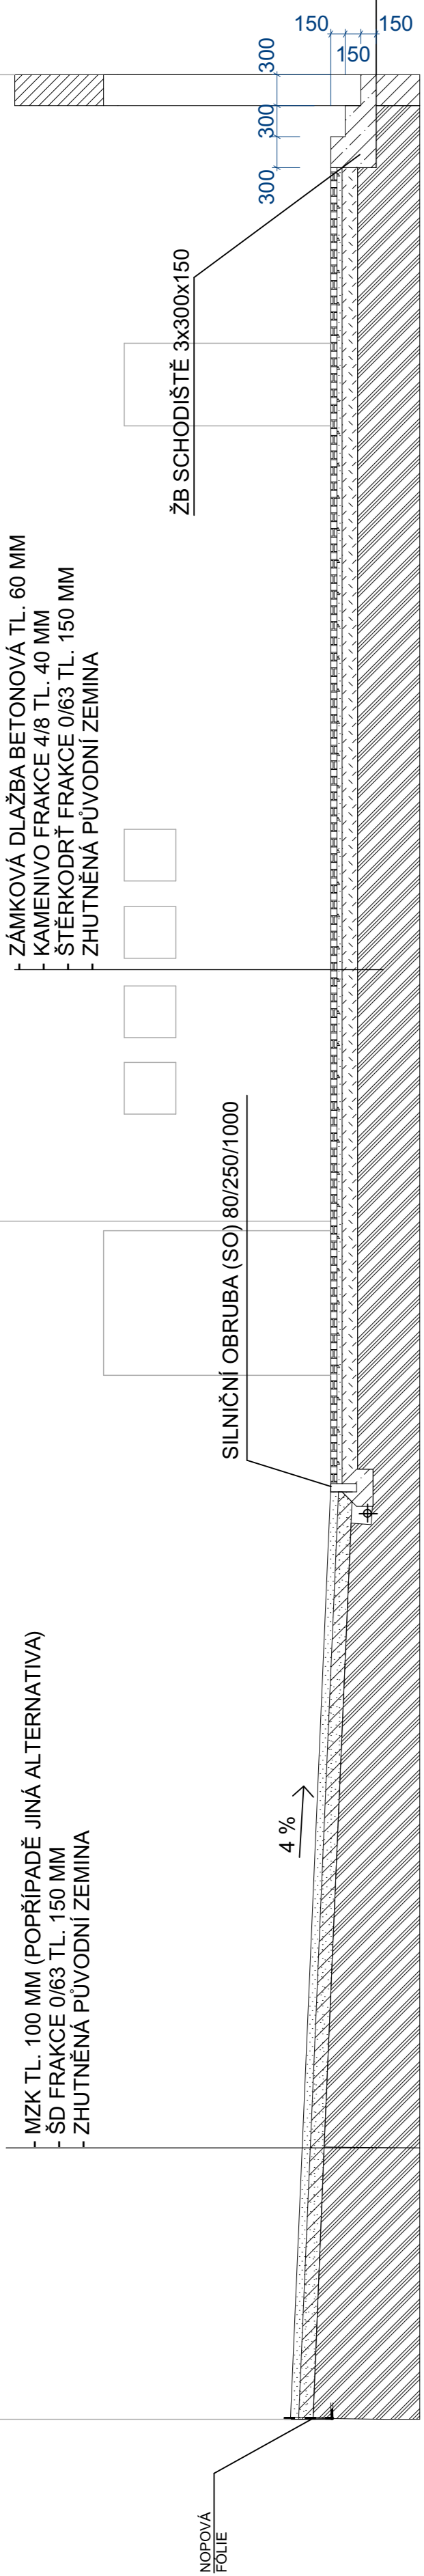 MZK TL. 100 MM (POPŘÍPADĚ JINÁ ALTERNATIVA)
ŠD FRAKCE 0/63 TL. 150 MM
ZHUTNĚNÁ PŮVODNÍ ZEMINA
ZÁMKOVÁ DLAŽBA BETONOVÁ TL. 60 MM
KAMENIVO FRAKCE 4/8 TL. 40 MM
ŠTĚRKODRŤ FRAKCE 0/63 TL. 150 MM
ZHUTNĚNÁ PŮVODNÍ ZEMINA
NOPOVÁ
FÓLIE
4 %
SILNIČNÍ OBRUBA (SO) 80/250/1000
ŽB SCHODIŠTĚ 3x300x150
300
300
300
150
150
150